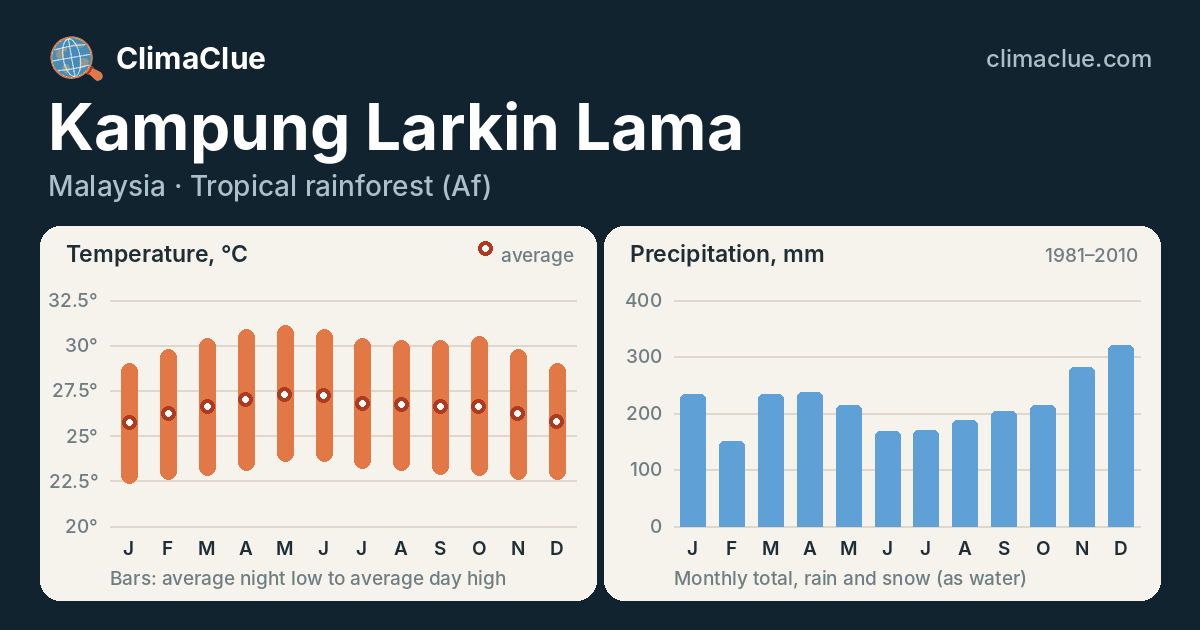 ClimaClue
climaclue.com
Kampung Larkin Lama
Malaysia · Tropical rainforest (Af)
Temperature, °C
average
32.5°
30°
27.5°
25°
22.5°
20°
J F M A M J J A S O N D
Bars: average night low to average day high
Precipitation, mm
1981–2010
400
300
200
100
0
J F M A M J J A S O N D
Monthly total, rain and snow (as water)